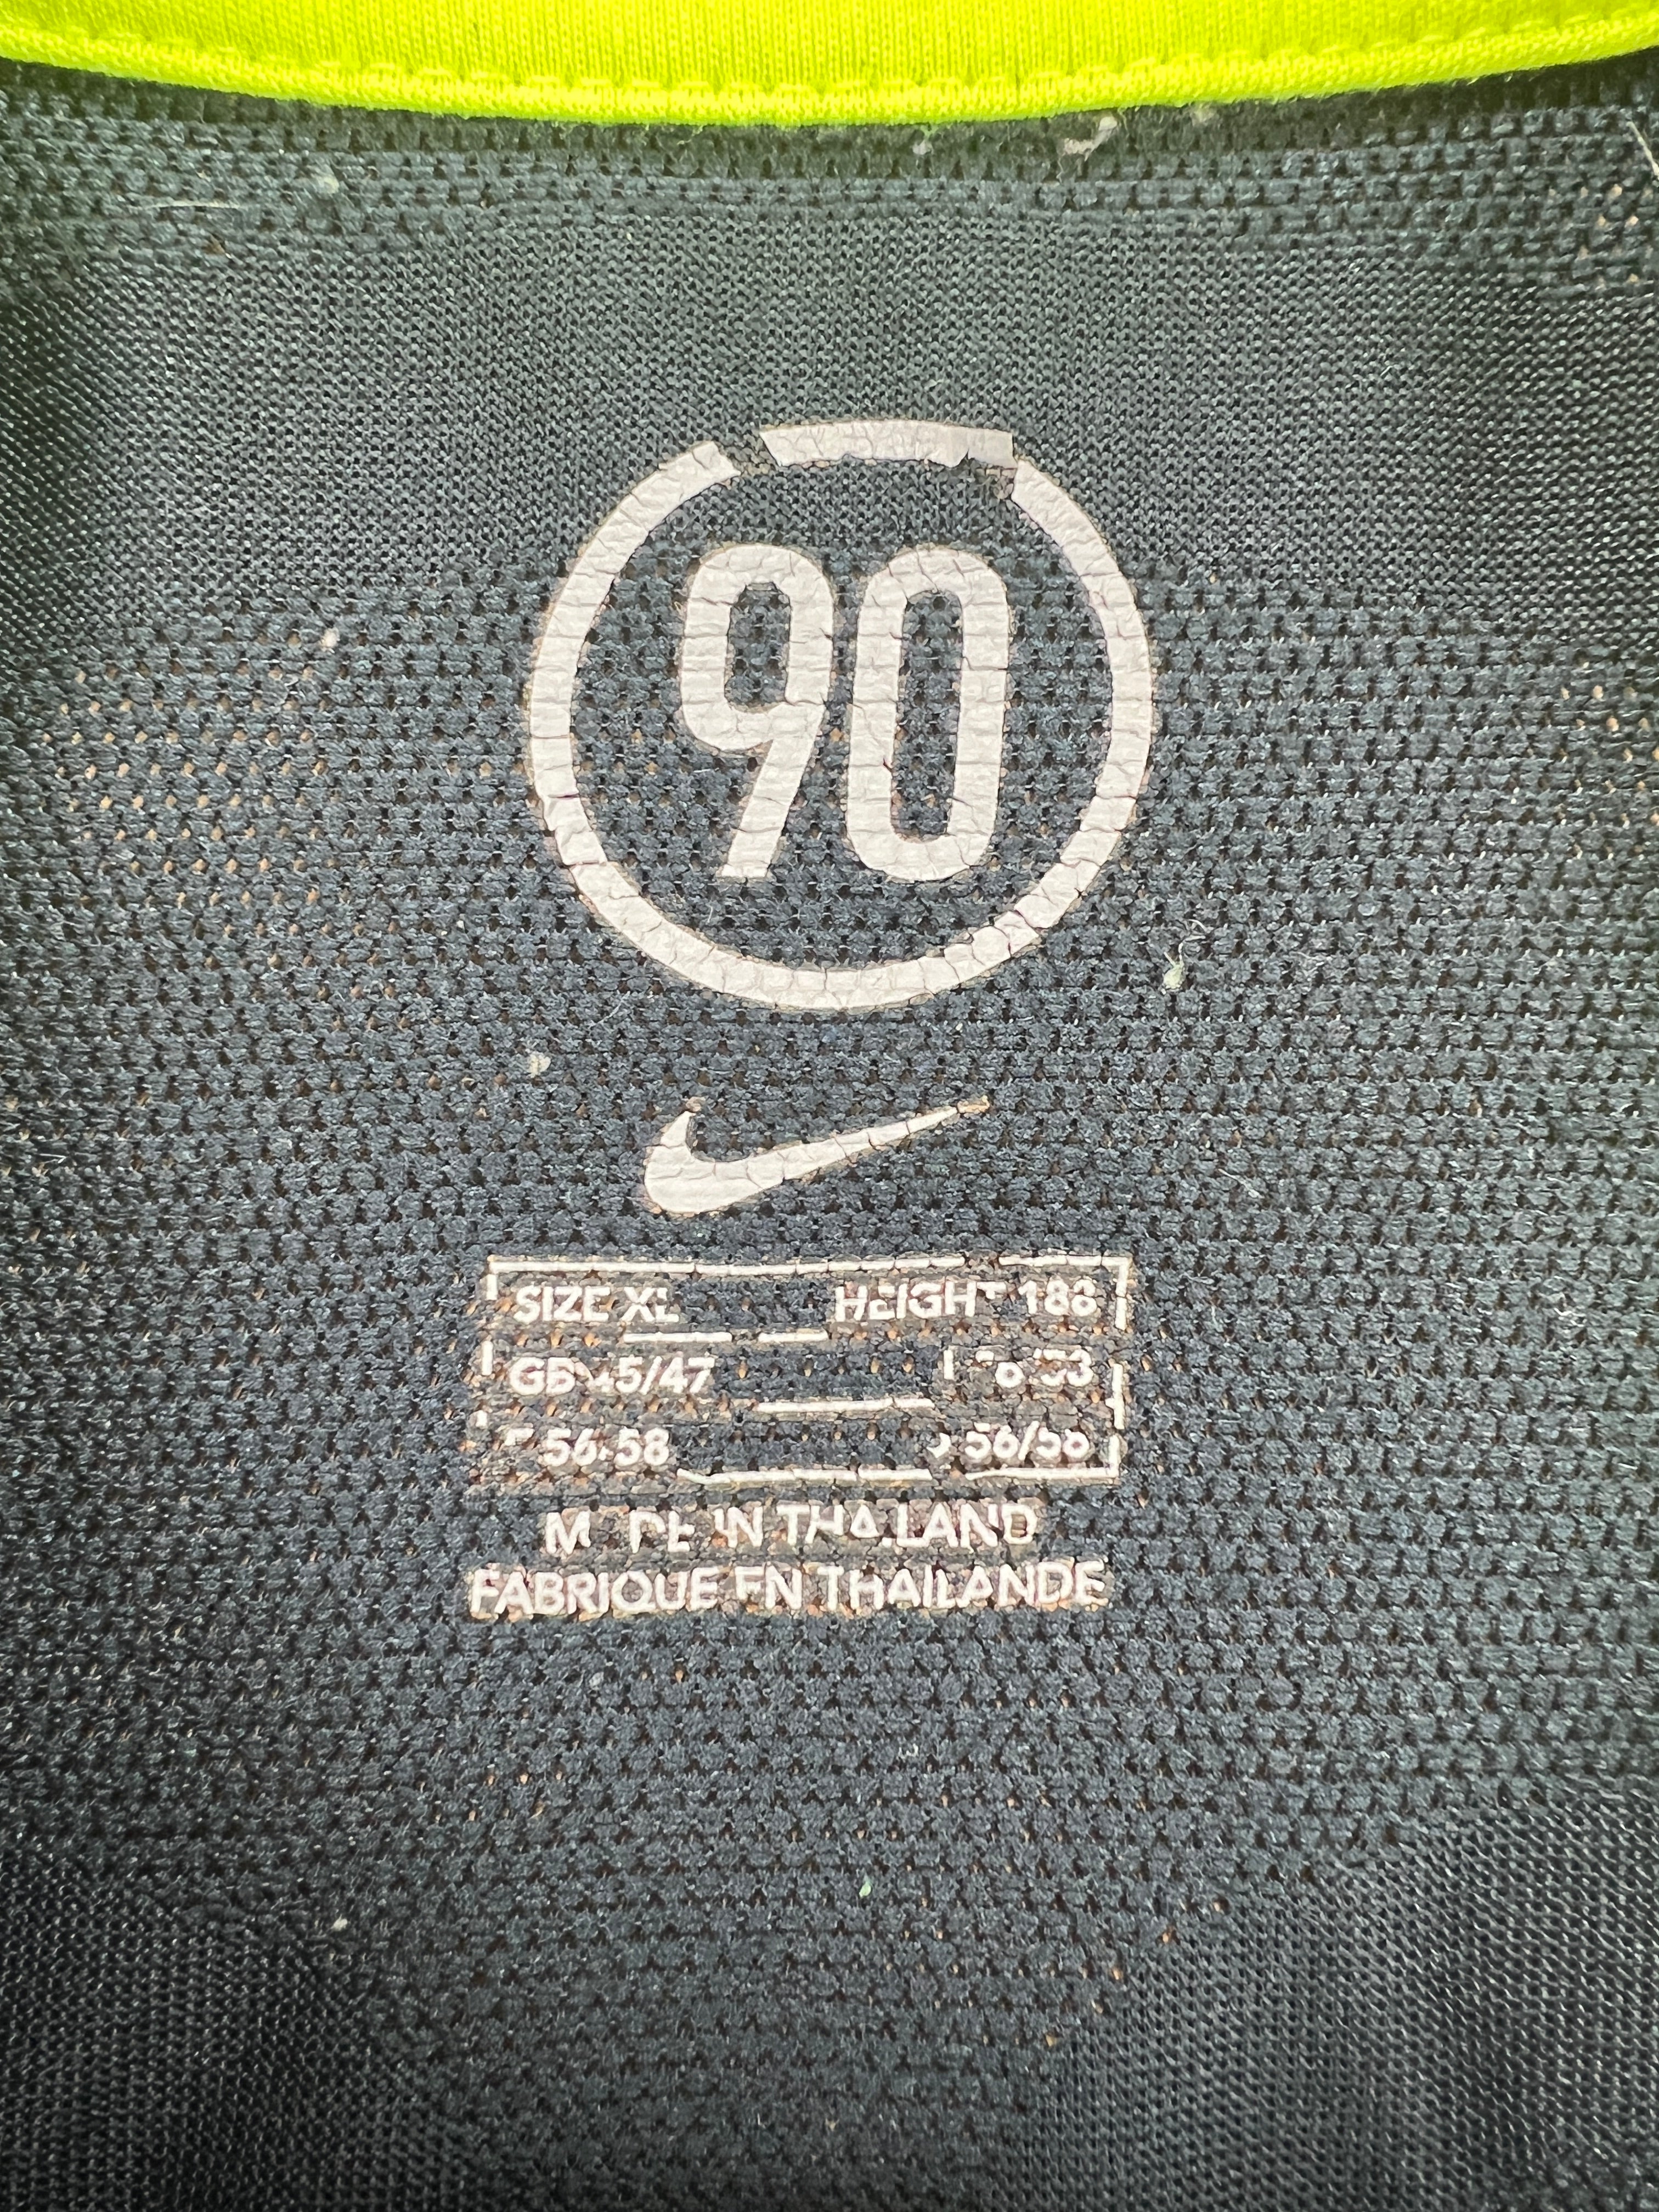 90
SIZE XL HEIGHT 188
GB 45/47
56/58 56/58
MADE IN THAILAND
FABRIQUE EN THAILANDE